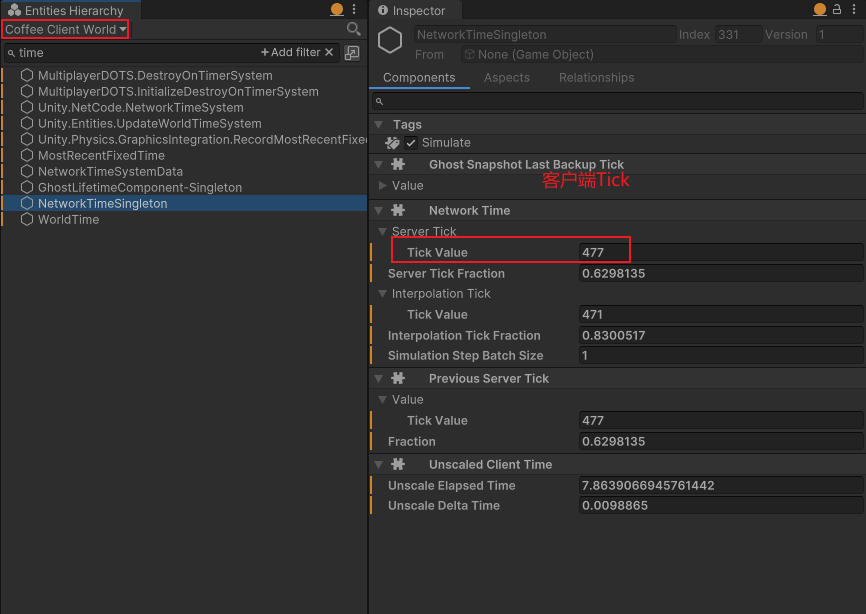 Entities Hierarchy
Coffee Client World
time
+ Add filter
MultiplayerDOTS.DestroyOnTimerSystem
MultiplayerDOTS.InitializeDestroyOnTimerSystem
Unity.NetCode.NetworkTimeSystem
Unity.Entities.UpdateWorldTimeSystem
Unity.Physics.GraphicsIntegration.RecordMostRecentFixe
MostRecentFixedTime
NetworkTimeSystemData
GhostLifetimeComponent-Singleton
NetworkTimeSingleton
WorldTime
Inspector
NetworkTimeSingleton Index 331 Version 1
From None (Game Object)
Components Aspects Relationships
Tags
Simulate
Ghost Snapshot Last Backup Tick
Value
客户端Tick
Network Time
Server Tick
Tick Value 477
Server Tick Fraction 0.6298135
Interpolation Tick
Tick Value 471
Interpolation Tick Fraction 0.8300517
Simulation Step Batch Size 1
Previous Server Tick
Value
Tick Value 477
Fraction 0.6298135
Unscaled Client Time
Unscale Elapsed Time 7.8639066945761442
Unscale Delta Time 0.0098865